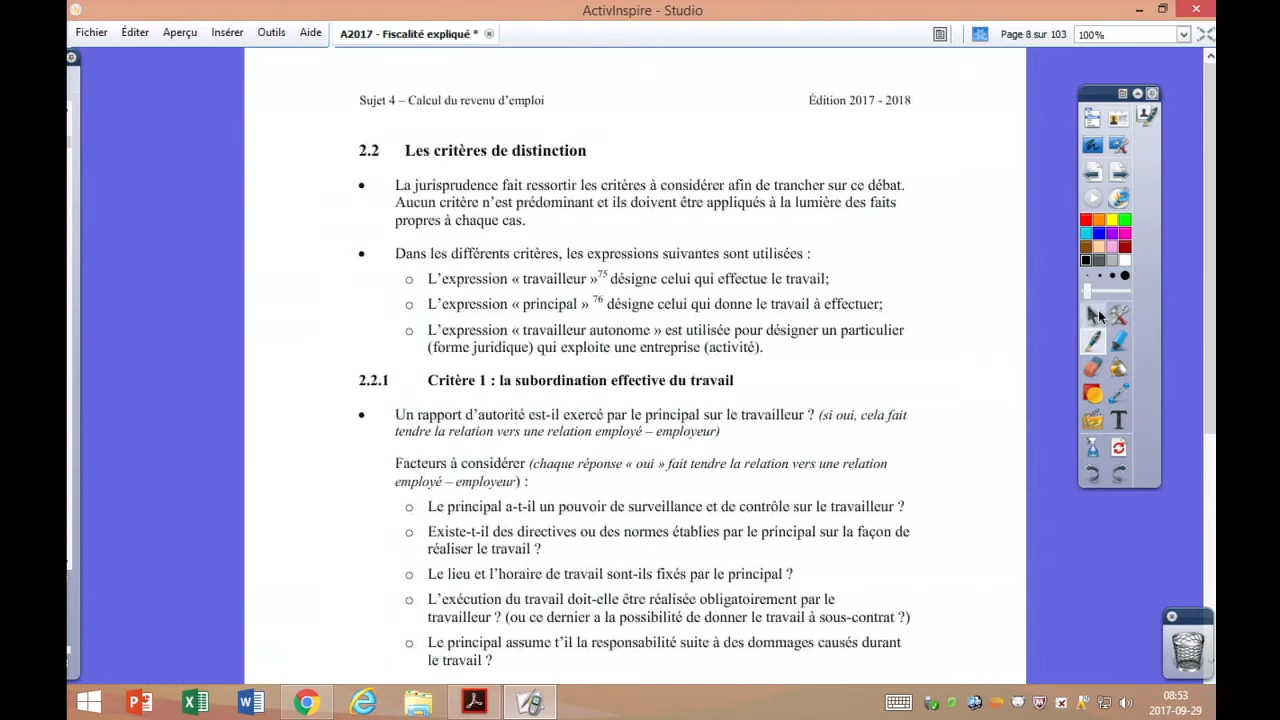 ActivInspire - Studio
Fichier Éditer Aperçu Insérer Outils Aide A2017 - Fiscalité expliqué * Page 8 sur 103 100%
Sujet 4 – Calcul du revenu d’emploi Édition 2017 - 2018
2.2 Les critères de distinction
• La jurisprudence fait ressortir les critères à considérer afin de trancher sur ce débat.
Aucun critère n’est prédominant et ils doivent être appliqués à la lumière des faits
propres à chaque cas.
• Dans les différents critères, les expressions suivantes sont utilisées :
o L’expression « travailleur »75 désigne celui qui effectue le travail;
o L’expression « principal » 76 désigne celui qui donne le travail à effectuer;
o L’expression « travailleur autonome » est utilisée pour désigner un particulier
(forme juridique) qui exploite une entreprise (activité).
2.2.1 Critère 1 : la subordination effective du travail
• Un rapport d’autorité est-il exercé par le principal sur le travailleur ? (si oui, cela fait
tendre la relation vers une relation employé – employeur)
Facteurs à considérer (chaque réponse « oui » fait tendre la relation vers une relation
employé – employeur) :
o Le principal a-t-il un pouvoir de surveillance et de contrôle sur le travailleur ?
o Existe-t-il des directives ou des normes établies par le principal sur la façon de
réaliser le travail ?
o Le lieu et l’horaire de travail sont-ils fixés par le principal ?
o L’exécution du travail doit-elle être réalisée obligatoirement par le
travailleur ? (ou ce dernier a la possibilité de donner le travail à sous-contrat ?)
o Le principal assume t’il la responsabilité suite à des dommages causés durant
le travail ?
08:53
2017-09-29